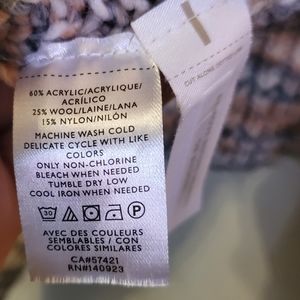 60% ACRYLIC/ACRYLIQUE/
ACRÍLICO
25% WOOL/LAINE/LANA
15% NYLON/NILÓN
MACHINE WASH COLD
DELICATE CYCLE WITH LIKE
COLORS
ONLY NON-CHLORINE
BLEACH WHEN NEEDED
TUMBLE DRY LOW
COOL IRON WHEN NEEDED
30 P
AVEC DES COULEURS
SEMBLABLES / CON
COLORES SIMILARES
CA#57421
RN#140923
CUT ALONG